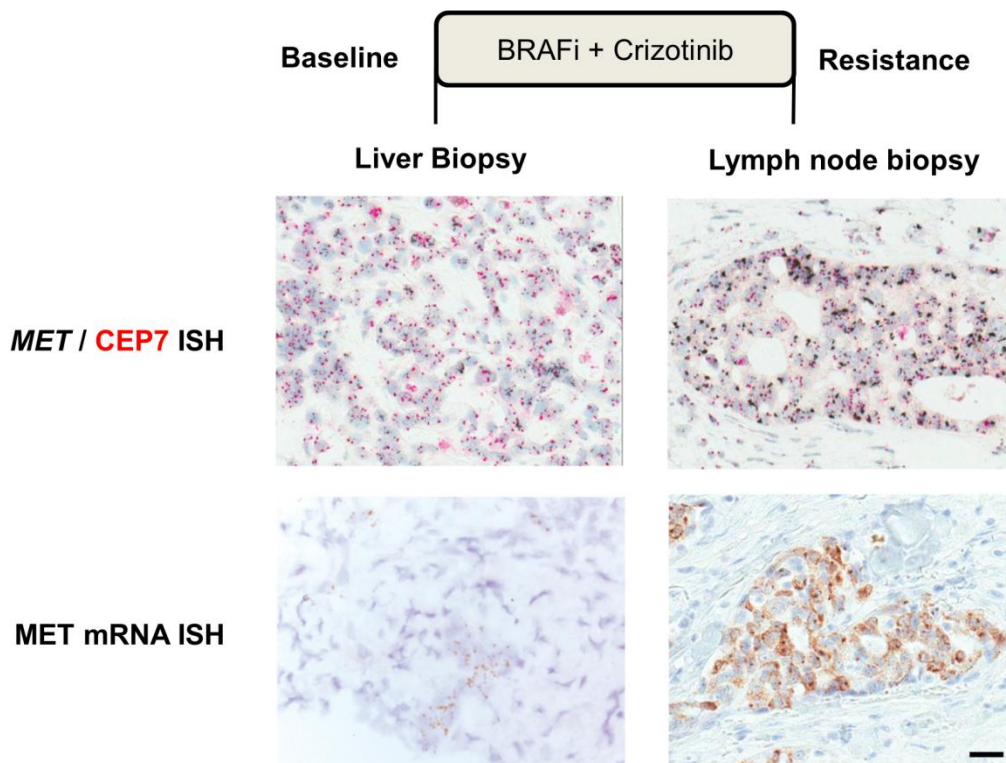 Baseline
BRAFi + Crizotinib
Resistance
Liver Biopsy
Lymph node biopsy
MET / CEP7 ISH
MET mRNA ISH